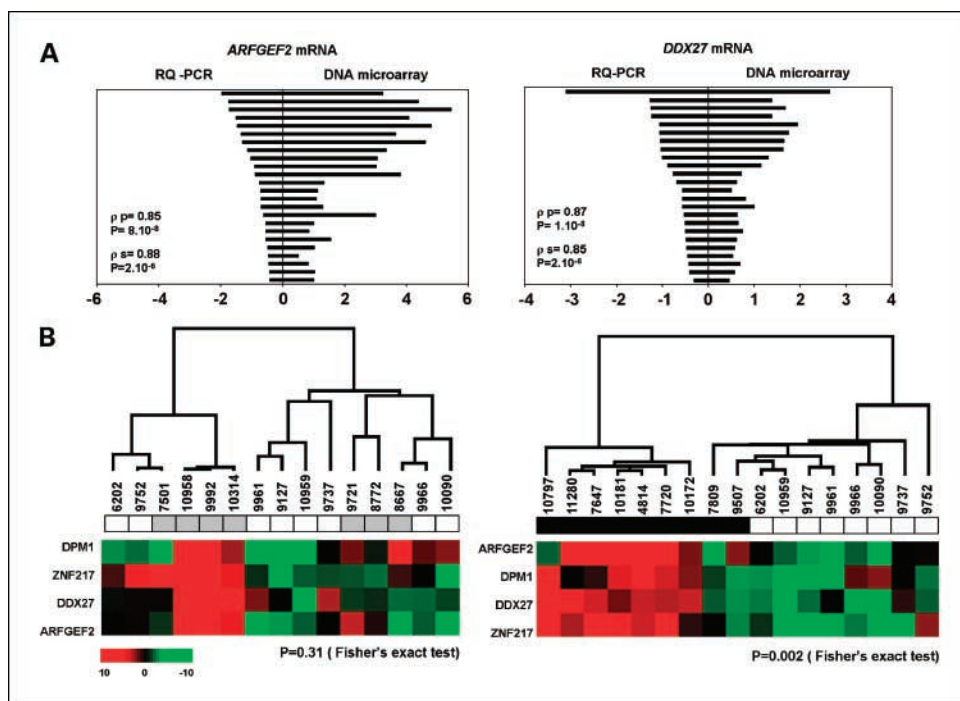 A
ARFGEF2 mRNA
RQ -PCR DNA microarray
ρ p= 0.85
P= 8.10-8
ρ s= 0.88
P=2.10-6
-6 -4 -2 0 2 4 6
DDX27 mRNA
RQ-PCR DNA microarray
ρ p= 0.87
P= 1.10-8
ρ s= 0.85
P=2.10-6
-4 -3 -2 -1 0 1 2 3 4
B
6202 9752 7501 10958 9992 10314 9961 9127 10959 9737 9721 8772 8667 9966 10090
DPM1
ZNF217
DDX27
ARFGEF2
10 0 -10
P=0.31 ( Fisher's exact test)
10797 11280 7647 10181 4814 7720 10172 7809 9507 6202 10959 9127 9961 9966 10090 9737 9752
ARFGEF2
DPM1
DDX27
ZNF217
P=0.002 ( Fisher's exact test)